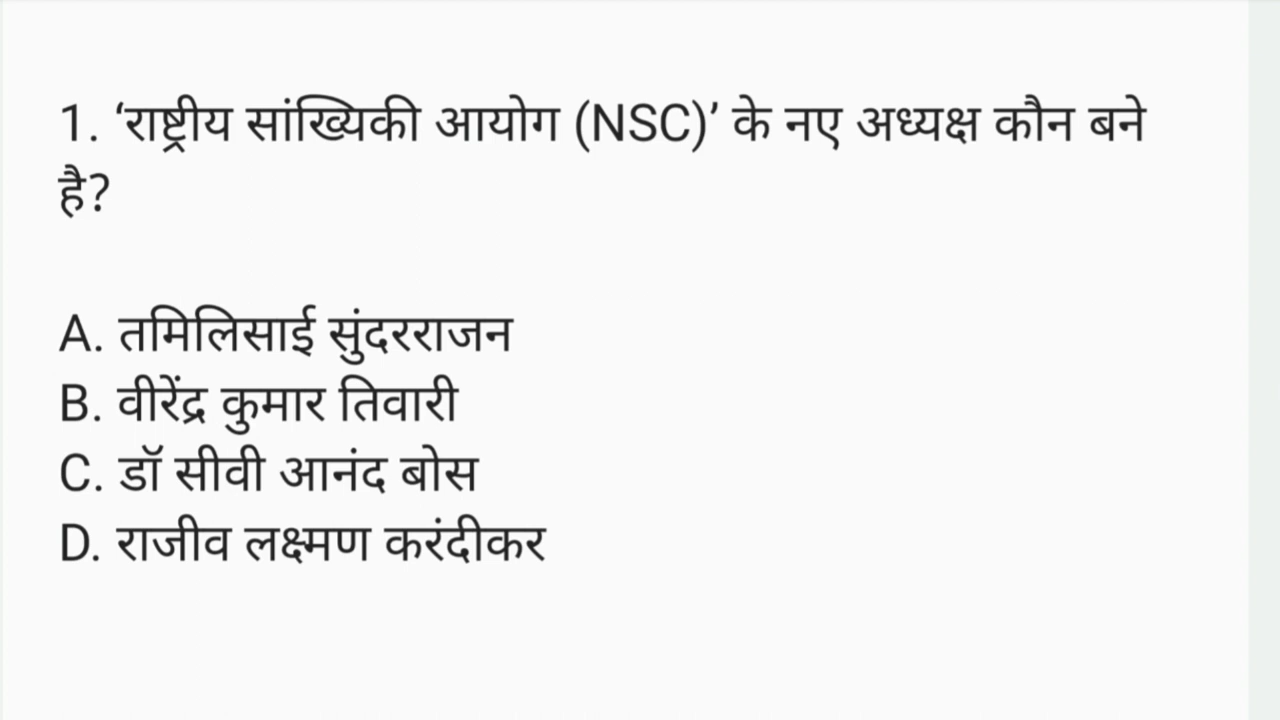 1. ‘राष्ट्रीय सांख्यिकी आयोग (NSC)’ के नए अध्यक्ष कौन बने
है?
A. तमिलिसाई सुंदरराजन
B. वीरेंद्र कुमार तिवारी
C. डॉ सीवी आनंद बोस
D. राजीव लक्ष्मण करंदीकर